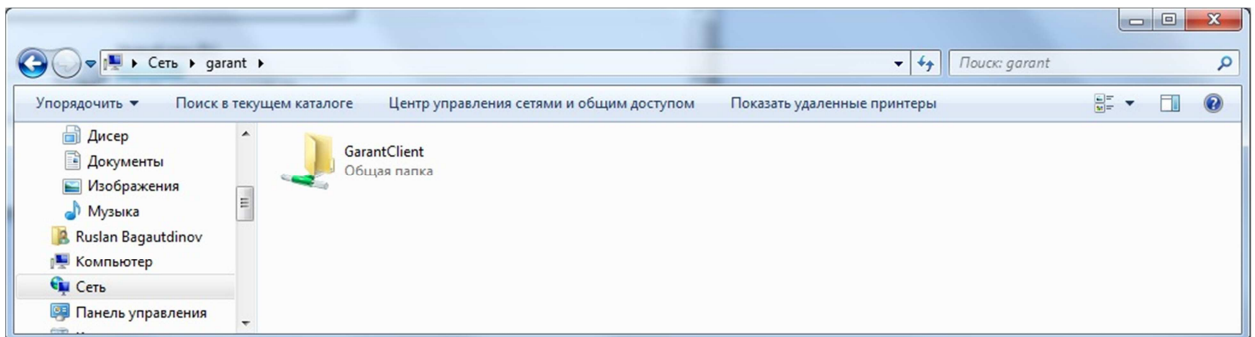 Сеть garant
Поиск: garant
Упорядочить Поиск в текущем каталоге Центр управления сетями и общим доступом Показать удаленные принтеры
Дисер
Документы
Изображения
Музыка
Ruslan Bagautdinov
Компьютер
Сеть
Панель управления
GarantClient
Общая папка